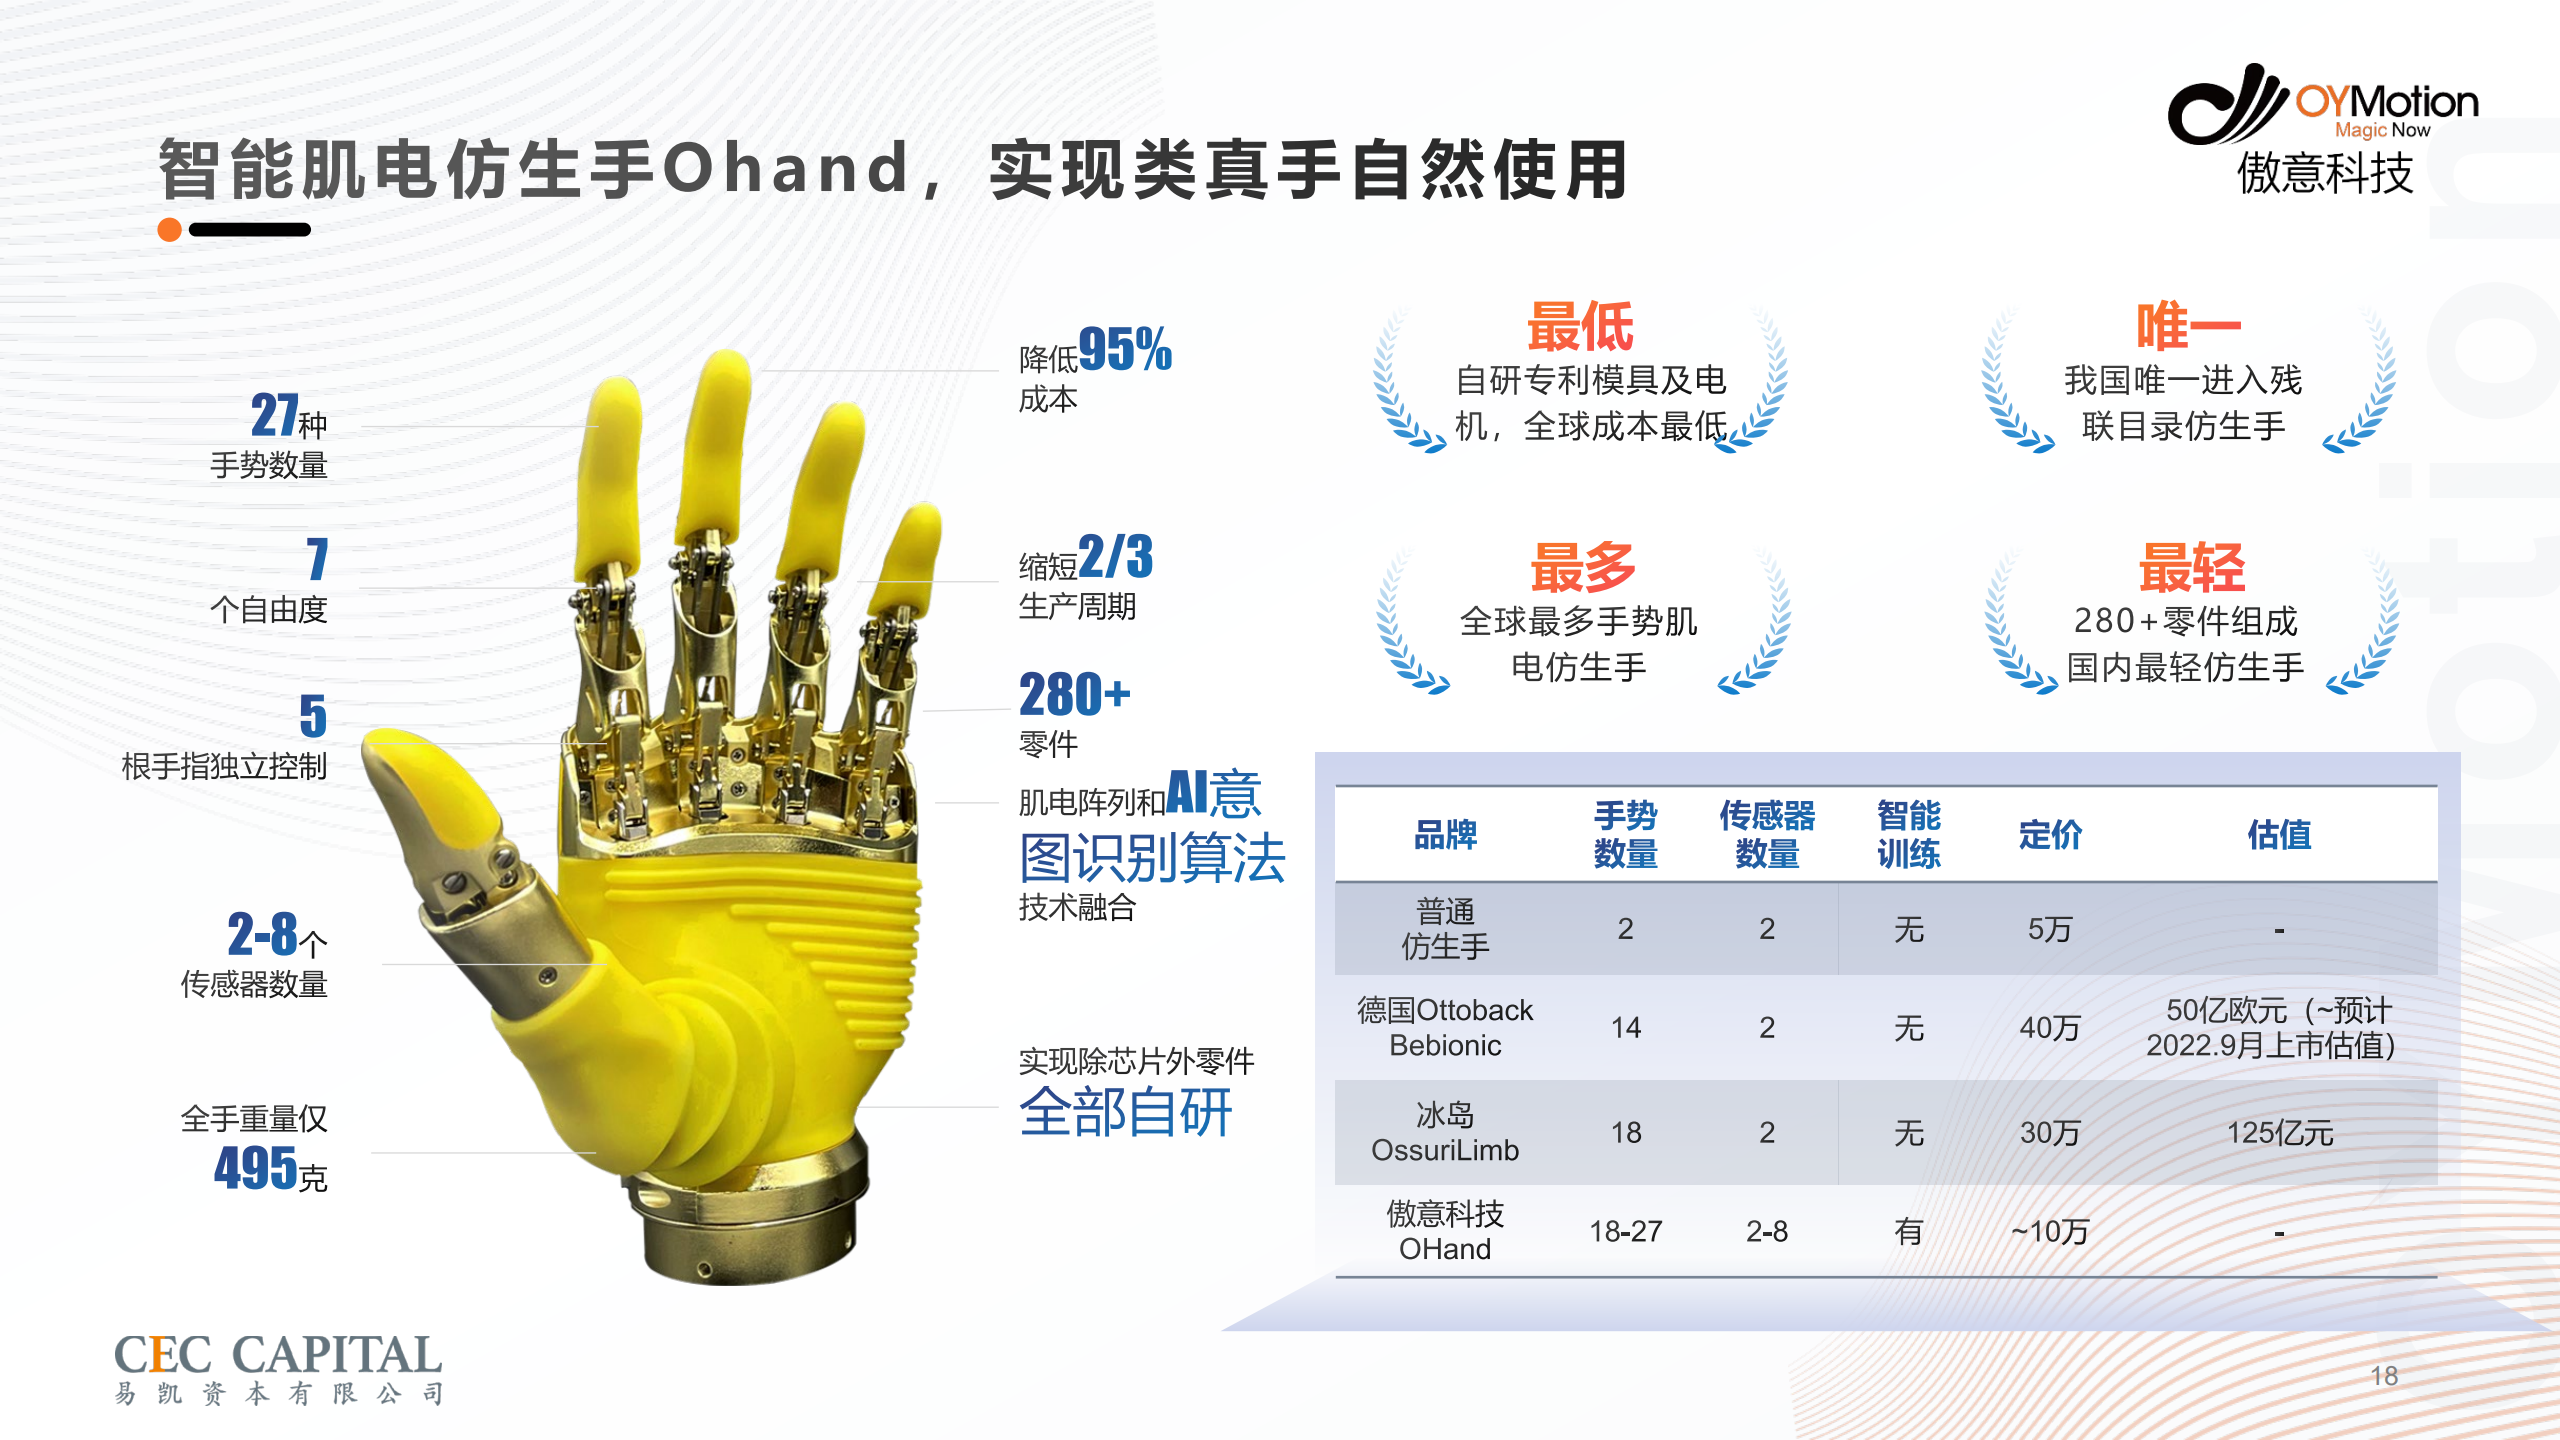 智能肌电仿生手Ohand，实现类真手自然使用
OYMotion
Magic Now
傲意科技
27种
手势数量
7
个自由度
5
根手指独立控制
2-8个
传感器数量
全手重量仅
495克
降低95%
成本
缩短2/3
生产周期
280+
零件
肌电阵列和AI意
图识别算法
技术融合
实现除芯片外零件
全部自研
最低
自研专利模具及电
机，全球成本最低
唯一
我国唯一进入残
联目录仿生手
最多
全球最多手势肌
电仿生手
最轻
280+零件组成
国内最轻仿生手
品牌 手势数量 传感器数量 智能训练 定价 估值
普通
仿生手 2 2 无 5万 -
德国Ottoback
Bebionic 14 2 无 40万 50亿欧元（~预计
2022.9月上市估值）
冰岛
OssuriLimb 18 2 无 30万 125亿元
傲意科技
OHand 18-27 2-8 有 ~10万 -
CEC CAPITAL
易凯资本有限公司
18